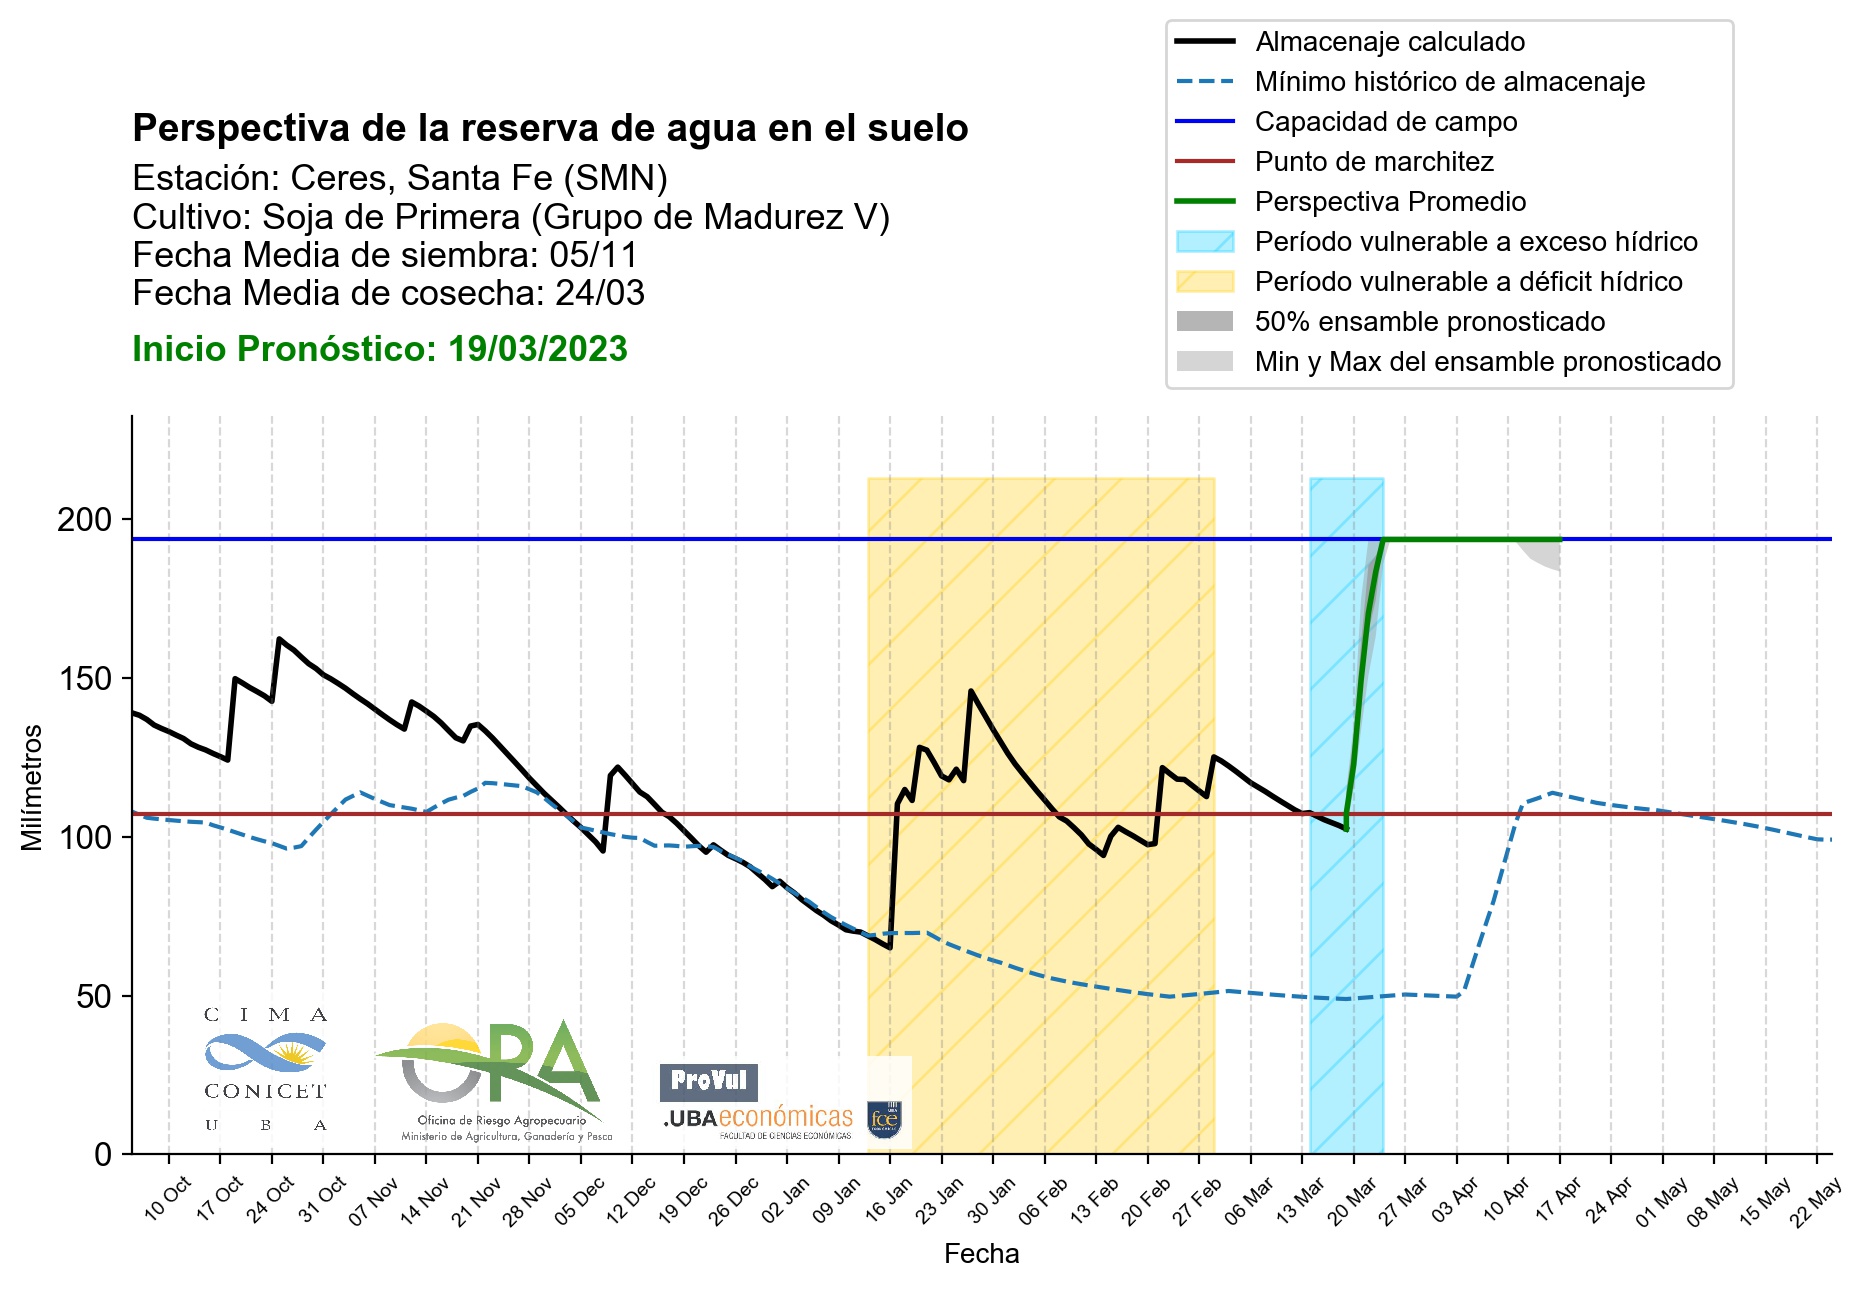 Almacenaje calculado
Mínimo histórico de almacenaje
Capacidad de campo
Punto de marchitez
Perspectiva Promedio
Período vulnerable a exceso hídrico
Período vulnerable a déficit hídrico
50% ensamble pronosticado
Min y Max del ensamble pronosticado
Perspectiva de la reserva de agua en el suelo
Estación: Ceres, Santa Fe (SMN)
Cultivo: Soja de Primera (Grupo de Madurez V)
Fecha Media de siembra: 05/11
Fecha Media de cosecha: 24/03
Inicio Pronóstico: 19/03/2023
Milímetros
200
150
100
50
0
CIMA
CONICET
UBA
ORA
Oficina de Riesgo Agropecuario
Ministerio de Agricultura, Ganadería y Pesca
ProVul
.UBAeconómicas
FACULTAD DE CIENCIAS ECONÓMICAS
UBA
fce
ECONÓMICAS
10 Oct
17 Oct
24 Oct
31 Oct
07 Nov
14 Nov
21 Nov
28 Nov
05 Dec
12 Dec
19 Dec
26 Dec
02 Jan
09 Jan
16 Jan
23 Jan
30 Jan
06 Feb
13 Feb
20 Feb
27 Feb
06 Mar
13 Mar
20 Mar
27 Mar
03 Apr
10 Apr
17 Apr
24 Apr
01 May
08 May
15 May
22 May
Fecha